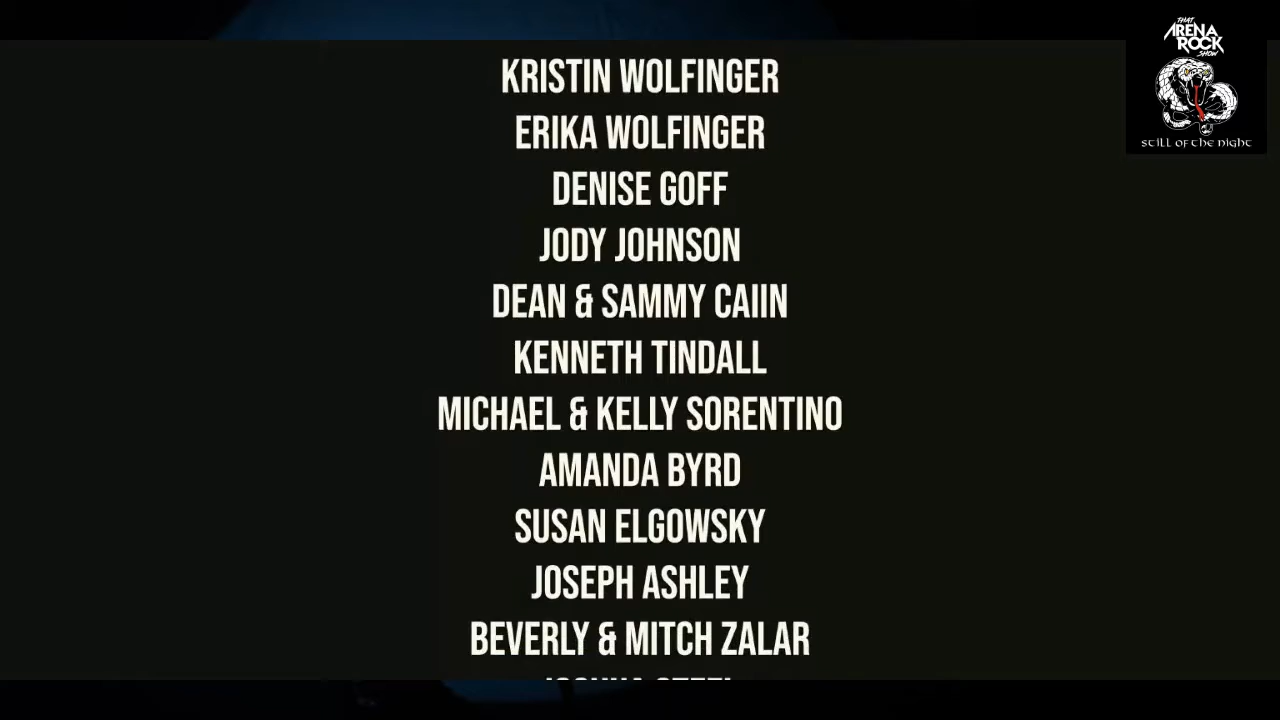 THAT
ARENA
ROCK
SHOW
STILL OF THE NIGHT
KRISTIN WOLFINGER
ERIKA WOLFINGER
DENISE GOFF
JODY JOHNSON
DEAN & SAMMY CAIIN
KENNETH TINDALL
MICHAEL & KELLY SORENTINO
AMANDA BYRD
SUSAN ELGOWSKY
JOSEPH ASHLEY
BEVERLY & MITCH ZALAR